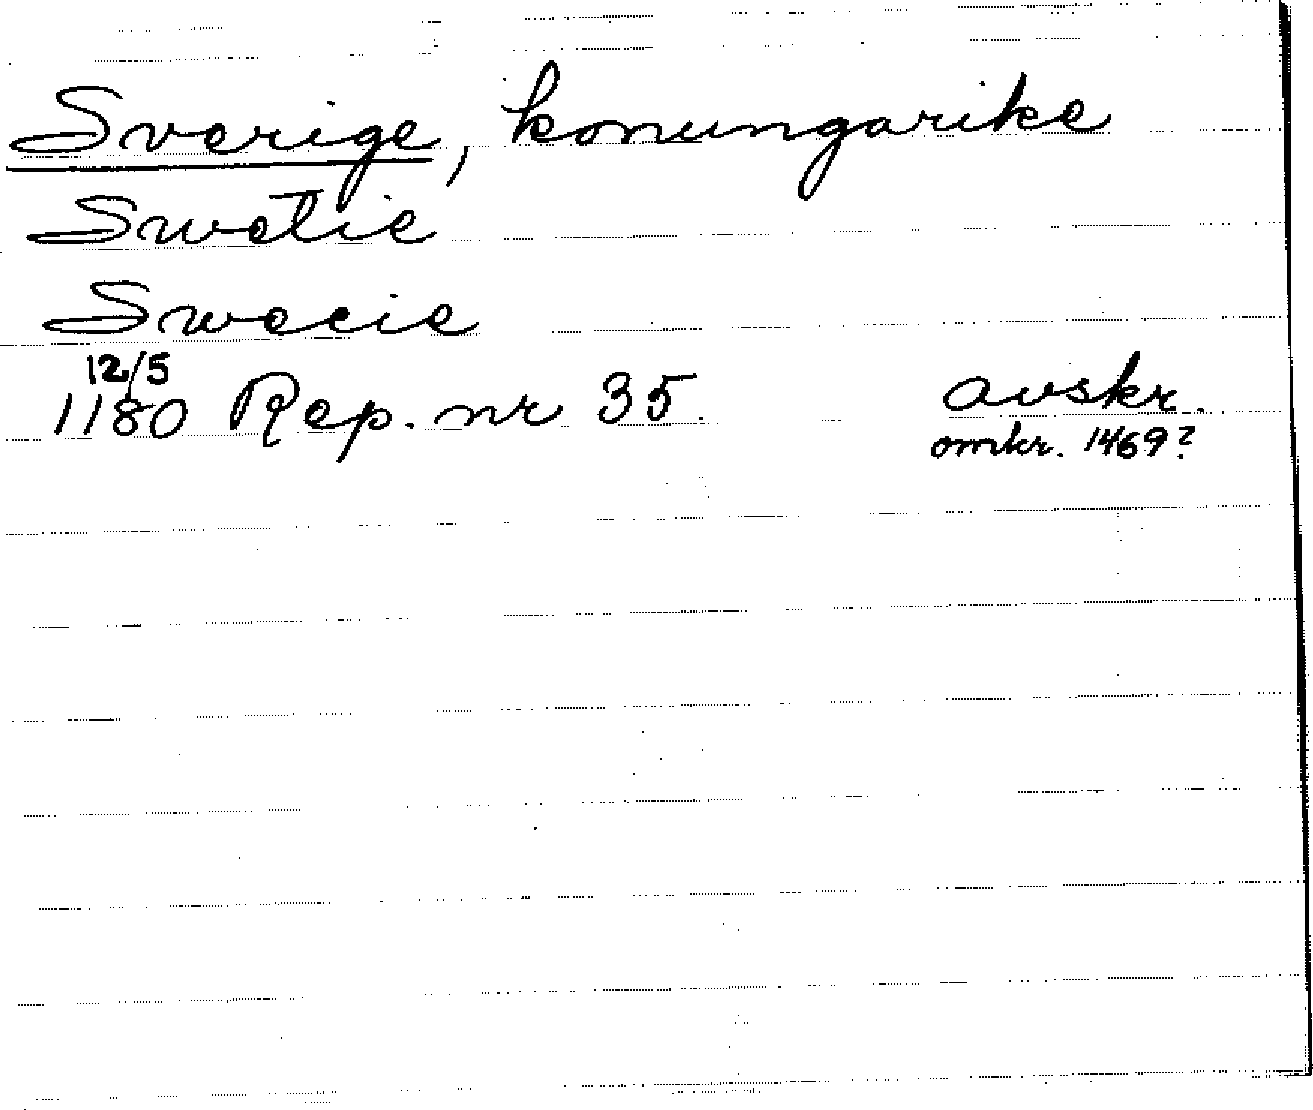 Sverige, konungarike
Swetie
Swecie
12/5
1180 Rep. nr 35. avskr.
omkr. 1469?